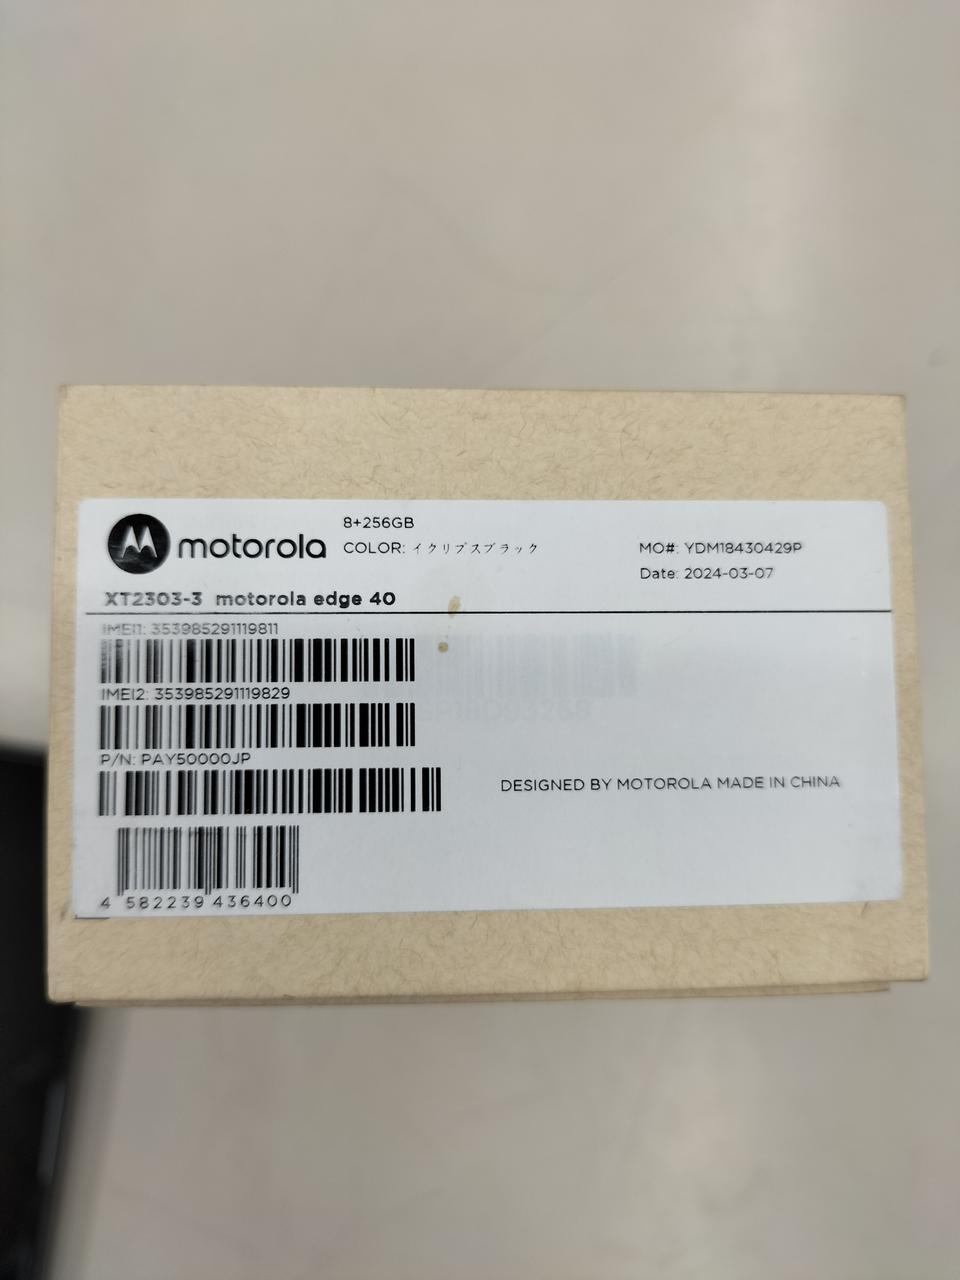 motorola
8+256GB
COLOR: イクリプスブラック
MO#: YDM18430429P
Date: 2024-03-07
XT2303-3 motorola edge 40
IMEI1: 353985291119811
IMEI2: 353985291119829
P/N: PAY50000JP
DESIGNED BY MOTOROLA MADE IN CHINA
4 582239 436400